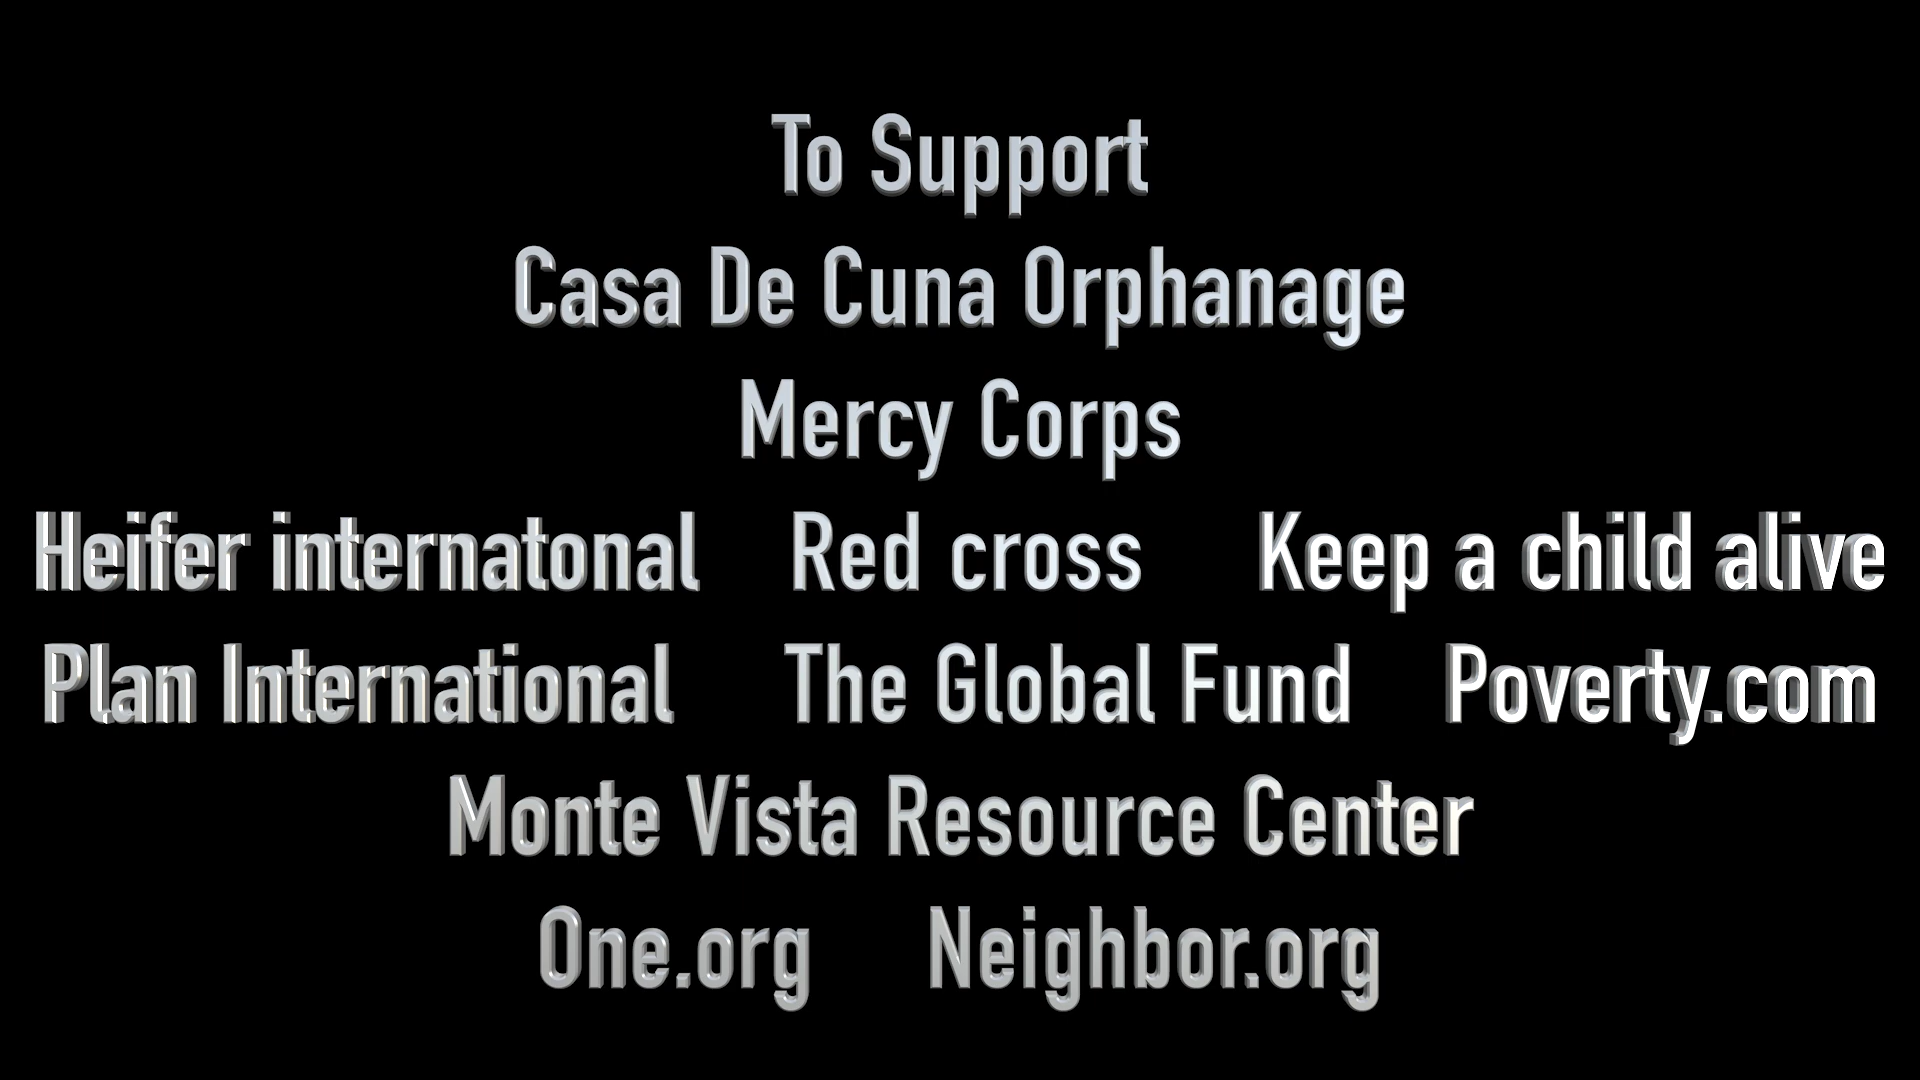 To Support
Casa De Cuna Orphanage
Mercy Corps
Heifer internatonal Red cross Keep a child alive
Plan International The Global Fund Poverty.com
Monte Vista Resource Center
One.org Neighbor.org